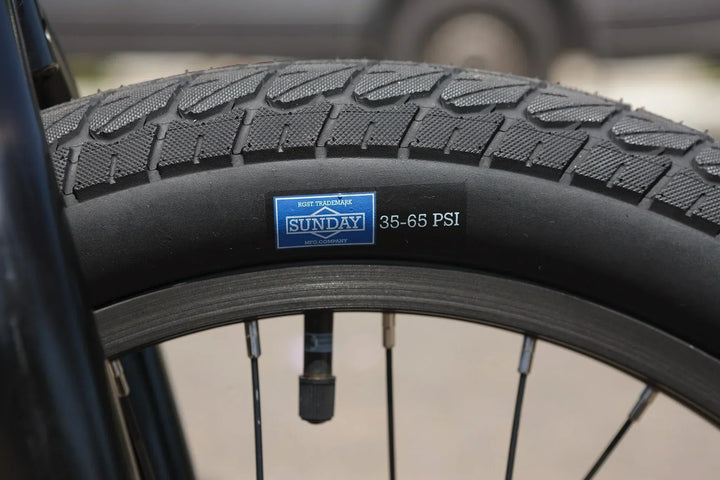 RGST TRADEMARK
SUNDAY
MFG.COMPANY
35-65 PSI